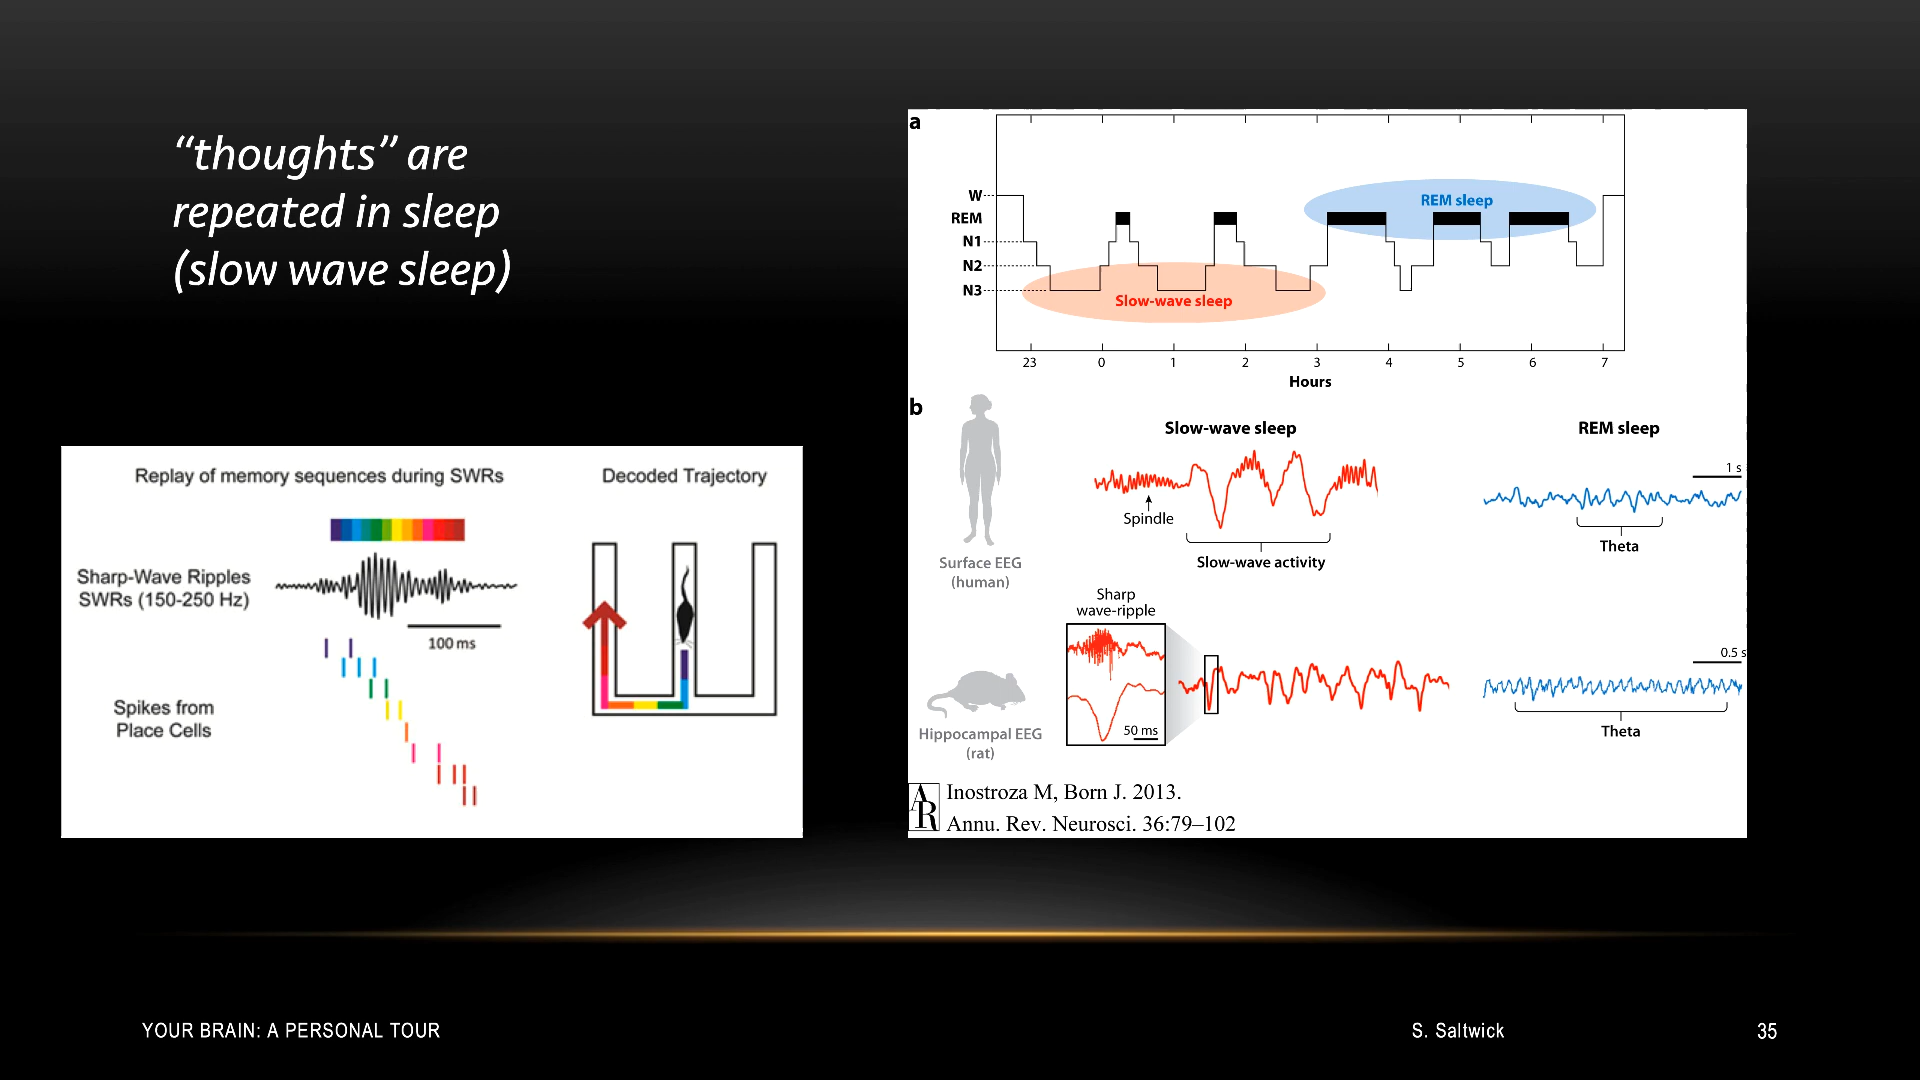 “thoughts” are
repeated in sleep
(slow wave sleep)
Replay of memory sequences during SWRs
Decoded Trajectory
Sharp-Wave Ripples
SWRs (150-250 Hz)
100 ms
Spikes from
Place Cells
a
W
REM
N1
N2
N3
REM sleep
Slow-wave sleep
23 0 1 2 3 4 5 6 7
Hours
b
Slow-wave sleep
REM sleep
1 s
Spindle
Slow-wave activity
Theta
Surface EEG
(human)
Sharp
wave-ripple
50 ms
0.5 s
Theta
Hippocampal EEG
(rat)
AR
Inostroza M, Born J. 2013.
Annu. Rev. Neurosci. 36:79–102
YOUR BRAIN: A PERSONAL TOUR
S. Saltwick
35